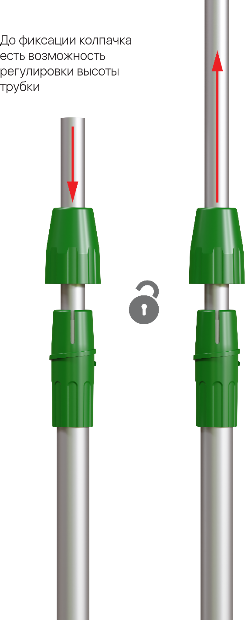 До фиксации колпачка
есть возможность
регулировки высоты
трубки